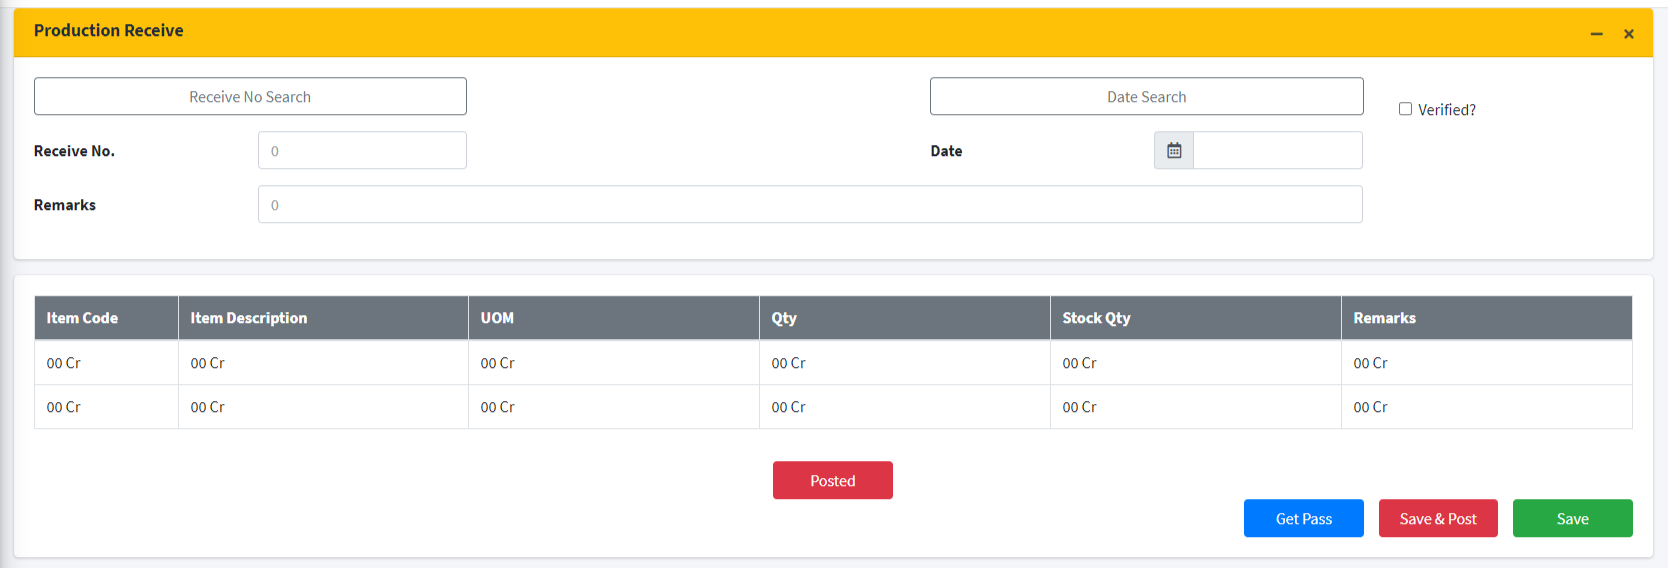 Production Receive
Receive No Search
Date Search
Verified?
Receive No. 0
Date
Remarks 0
Item Code Item Description UOM Qty Stock Qty Remarks
00 Cr 00 Cr 00 Cr 00 Cr 00 Cr 00 Cr
00 Cr 00 Cr 00 Cr 00 Cr 00 Cr 00 Cr
Posted
Get Pass Save & Post Save